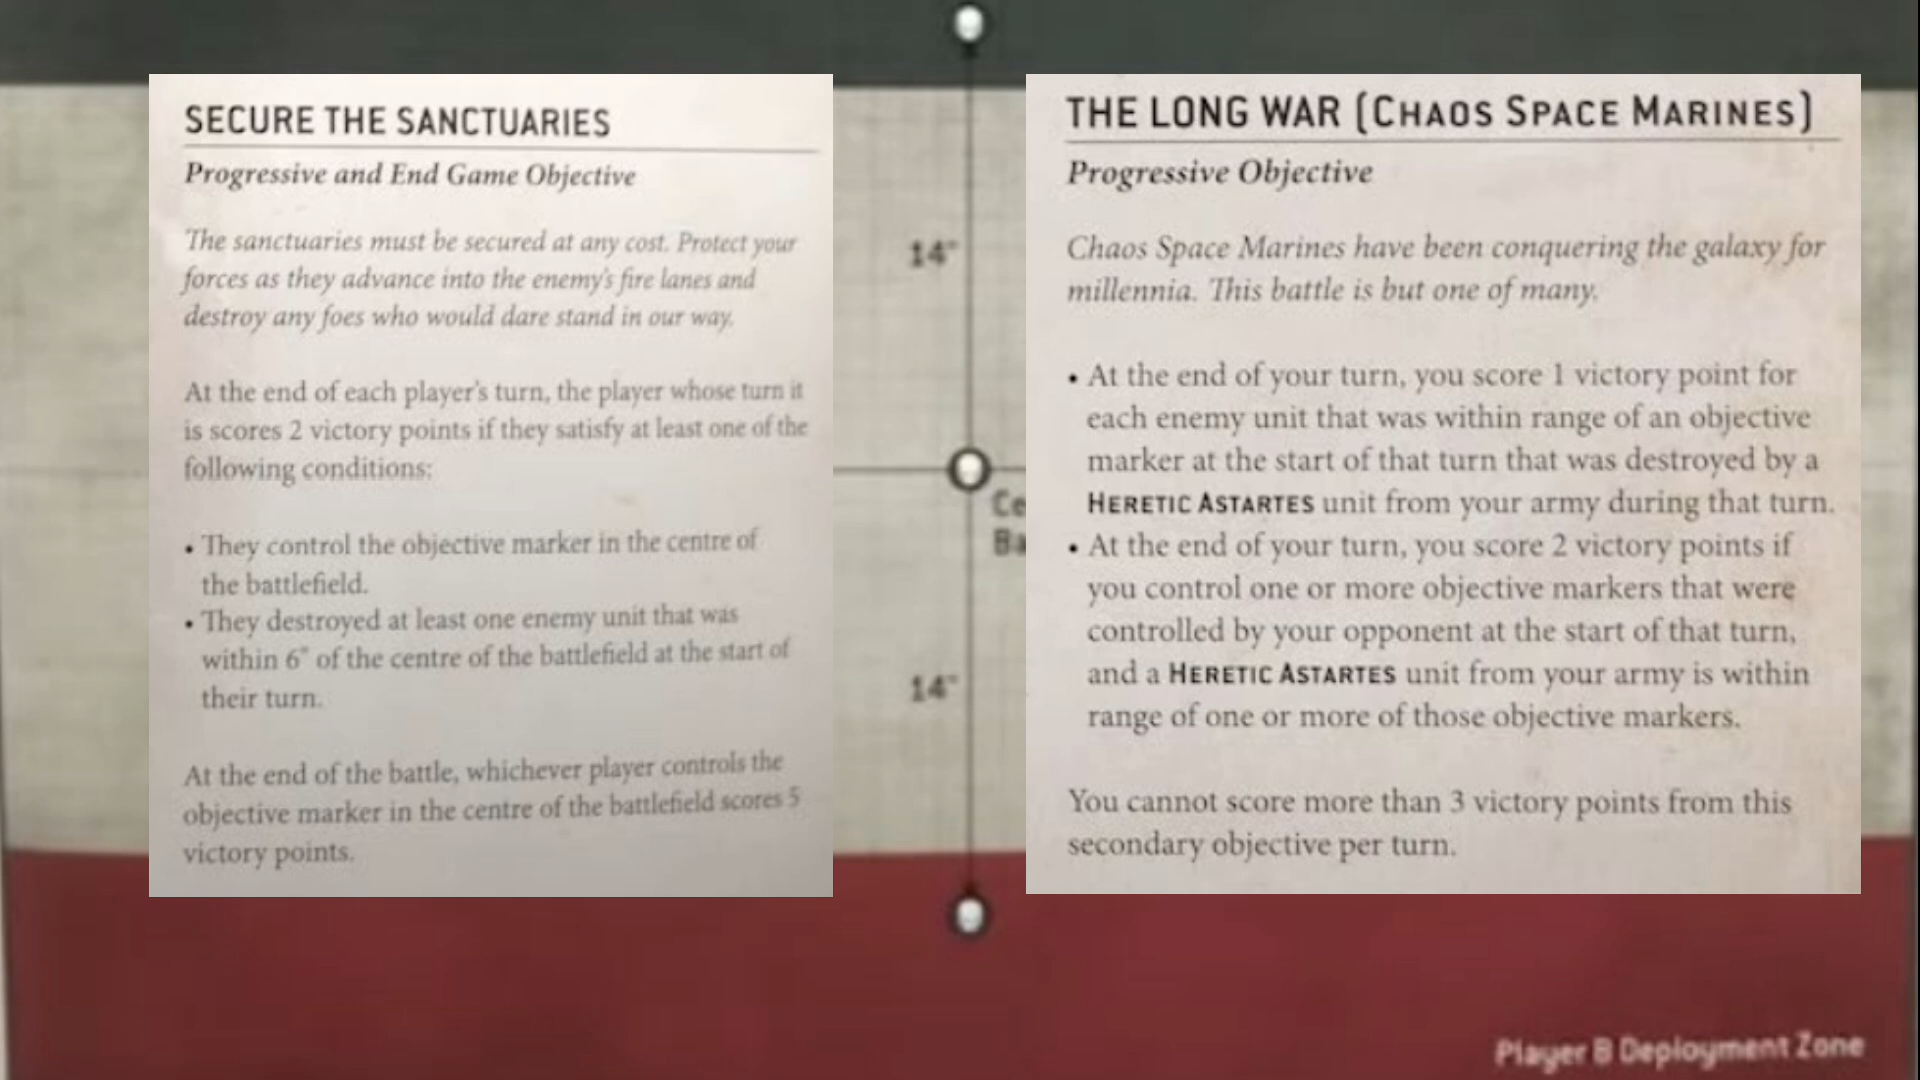 SECURE THE SANCTUARIES
Progressive and End Game Objective
The sanctuaries must be secured at any cost. Protect your
forces as they advance into the enemy's fire lanes and
destroy any foes who would dare stand in our way.
At the end of each player's turn, the player whose turn it
is scores 2 victory points if they satisfy at least one of the
following conditions:
• They control the objective marker in the centre of
the battlefield.
• They destroyed at least one enemy unit that was
within 6" of the centre of the battlefield at the start of
their turn.
At the end of the battle, whichever player controls the
objective marker in the centre of the battlefield scores 5
victory points.
14"
Ce
Ba
14"
THE LONG WAR (CHAOS SPACE MARINES)
Progressive Objective
Chaos Space Marines have been conquering the galaxy for
millennia. This battle is but one of many.
• At the end of your turn, you score 1 victory point for
each enemy unit that was within range of an objective
marker at the start of that turn that was destroyed by a
HERETIC ASTARTES unit from your army during that turn.
• At the end of your turn, you score 2 victory points if
you control one or more objective markers that were
controlled by your opponent at the start of that turn,
and a HERETIC ASTARTES unit from your army is within
range of one or more of those objective markers.
You cannot score more than 3 victory points from this
secondary objective per turn.
Player B Deployment Zone